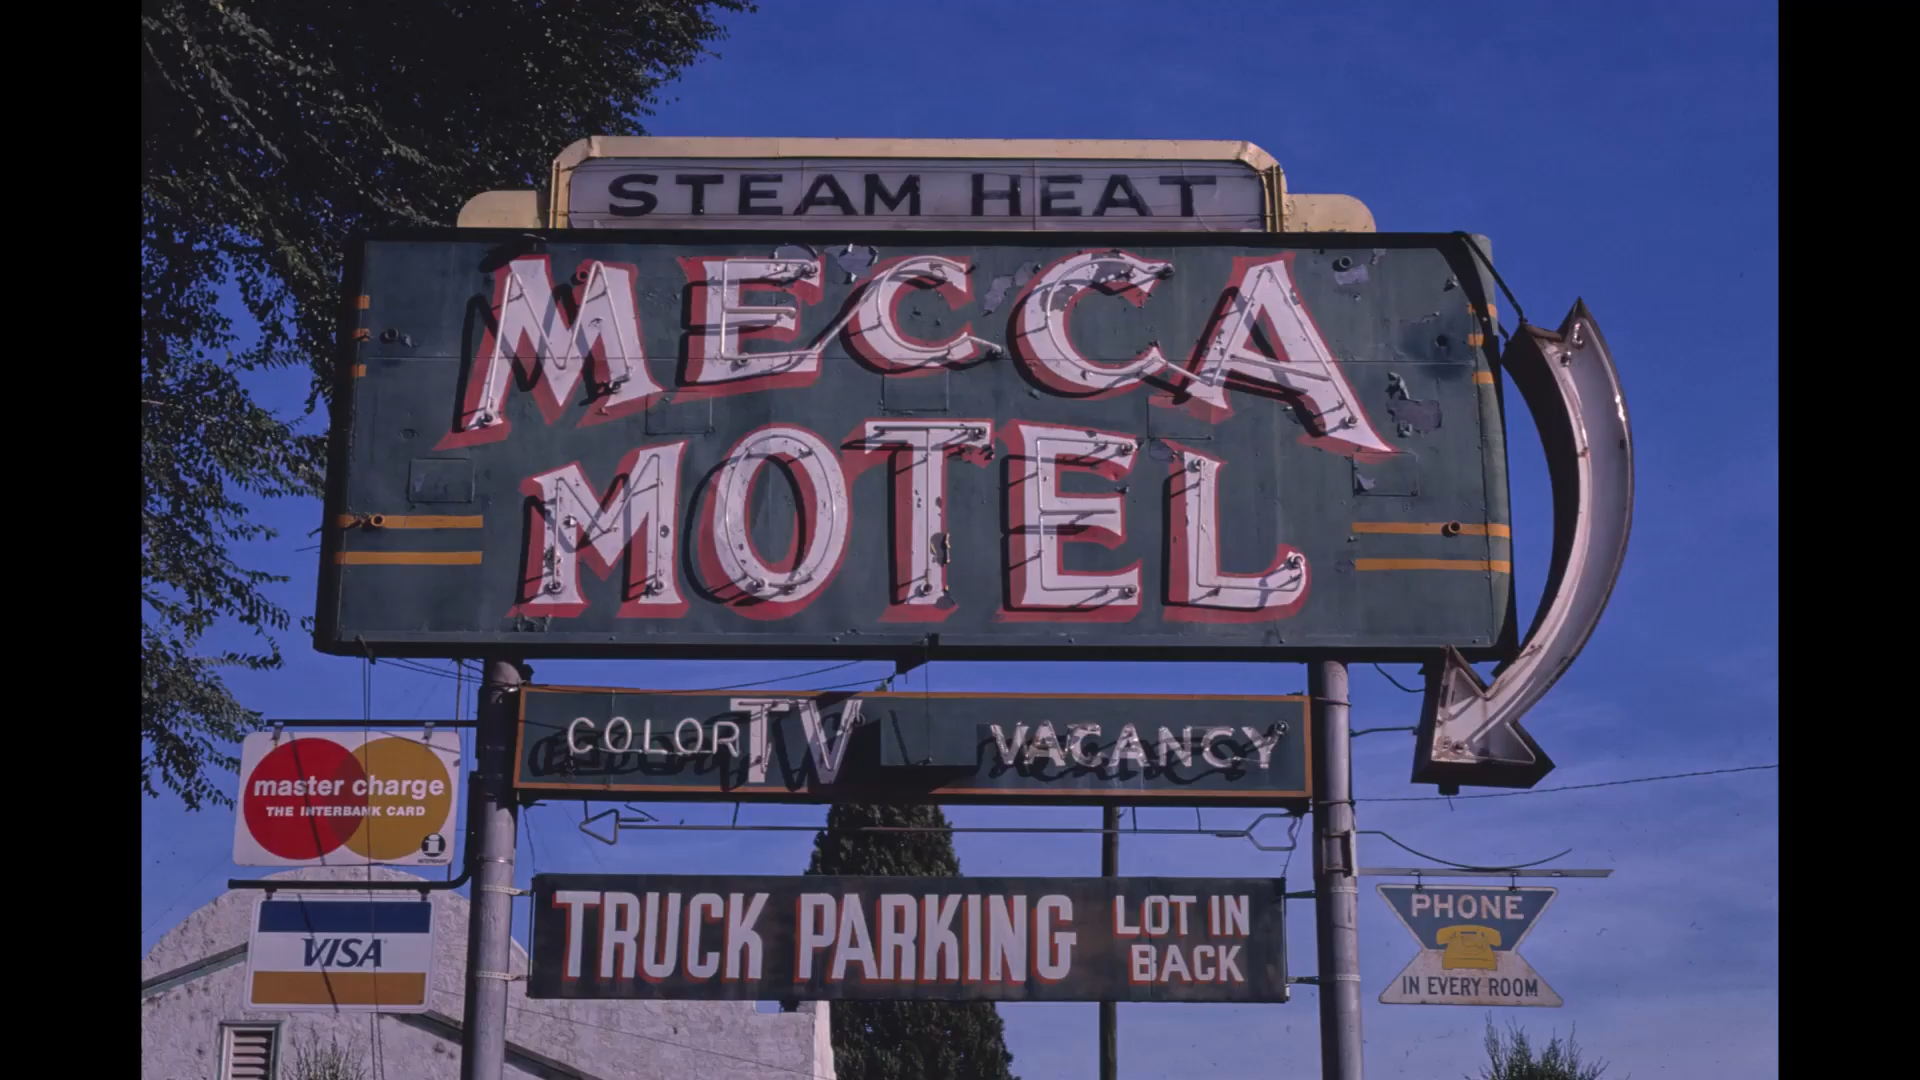 STEAM HEAT
MECCA
MOTEL
COLOR TV VACANCY
master charge
THE INTERBANK CARD
VISA
TRUCK PARKING
LOT IN
BACK
PHONE
IN EVERY ROOM